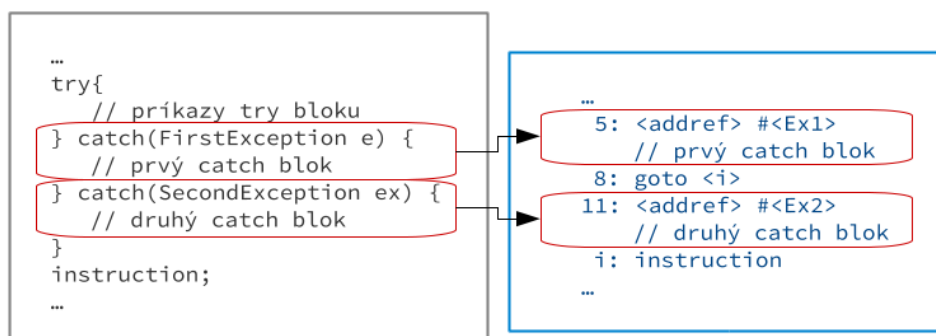 …
try{
// príkazy try bloku
} catch(FirstException e) {
// prvý catch blok
} catch(SecondException ex) {
// druhý catch blok
}
instruction;
…
…
5: <addref> #<Ex1>
// prvý catch blok
8: goto <i>
11: <addref> #<Ex2>
// druhý catch blok
i: instruction
…